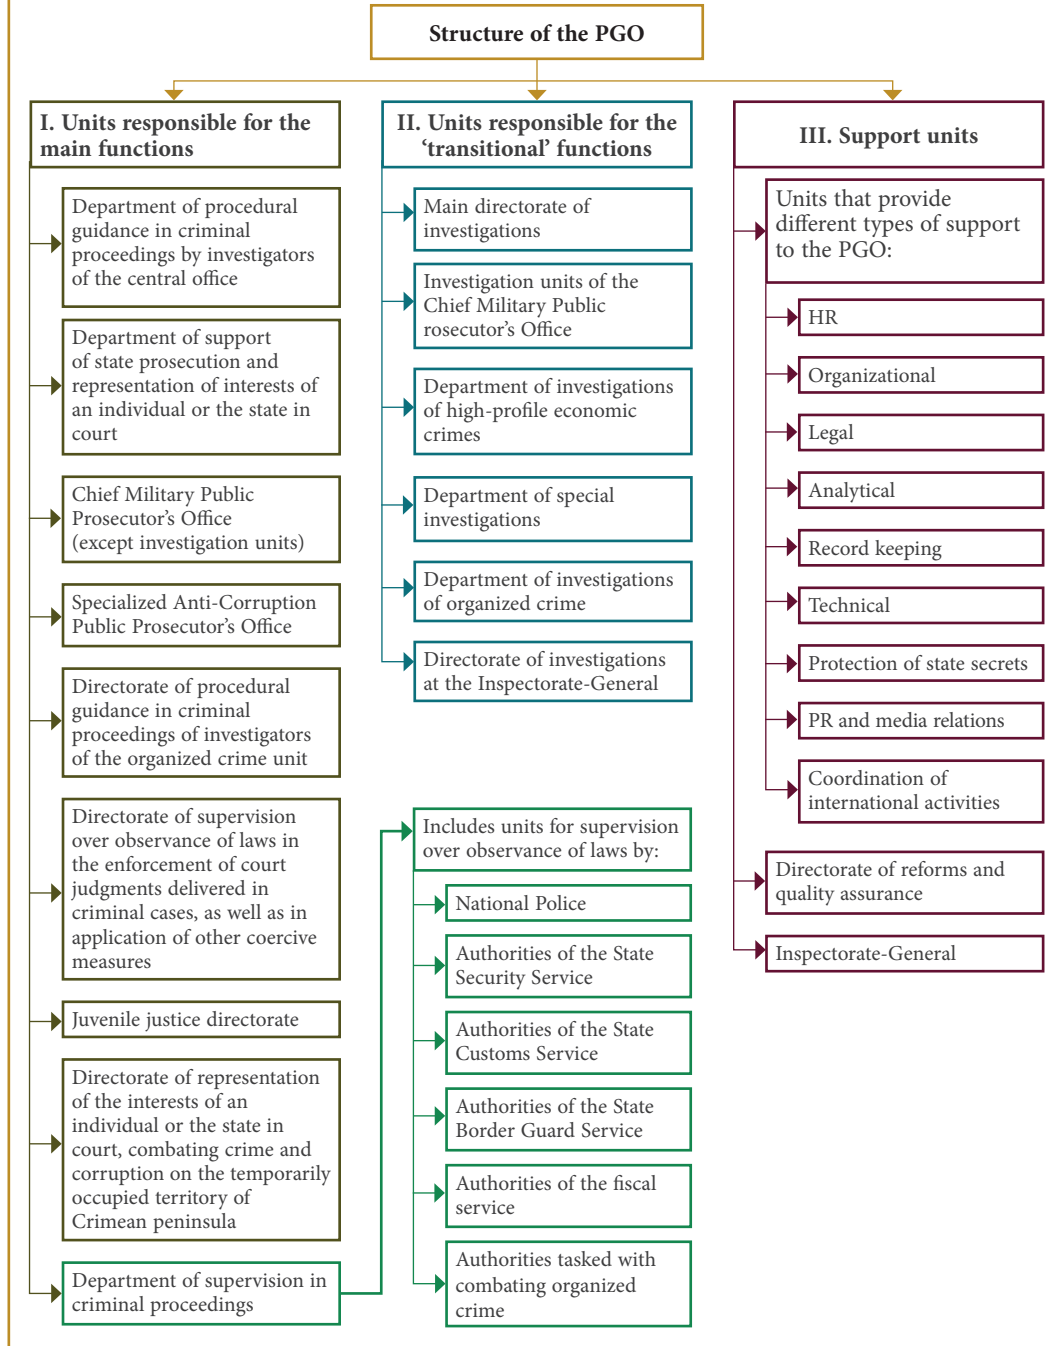 Structure of the PGO
I. Units responsible for the
main functions
Department of procedural
guidance in criminal
proceedings by investigators
of the central office
Department of support
of state prosecution and
representation of interests of
an individual or the state in
court
Chief Military Public
Prosecutor’s Office
(except investigation units)
Specialized Anti-Corruption
Public Prosecutor’s Office
Directorate of procedural
guidance in criminal
proceedings of investigators
of the organized crime unit
Directorate of supervision
over observance of laws in
the enforcement of court
judgments delivered in
criminal cases, as well as in
application of other coercive
measures
Juvenile justice directorate
Directorate of representation
of the interests of an
individual or the state in
court, combating crime and
corruption on the temporarily
occupied territory of
Crimean peninsula
Department of supervision in
criminal proceedings
II. Units responsible for the
‘transitional’ functions
Main directorate of
investigations
Investigation units of the
Chief Military Public
rosecutor’s Office
Department of investigations
of high-profile economic
crimes
Department of special
investigations
Department of investigations
of organized crime
Directorate of investigations
at the Inspectorate-General
Includes units for supervision
over observance of laws by:
National Police
Authorities of the State
Security Service
Authorities of the State
Customs Service
Authorities of the State
Border Guard Service
Authorities of the fiscal
service
Authorities tasked with
combating organized
crime
III. Support units
Units that provide
different types of support
to the PGO:
HR
Organizational
Legal
Analytical
Record keeping
Technical
Protection of state secrets
PR and media relations
Coordination of
international activities
Directorate of reforms and
quality assurance
Inspectorate-General